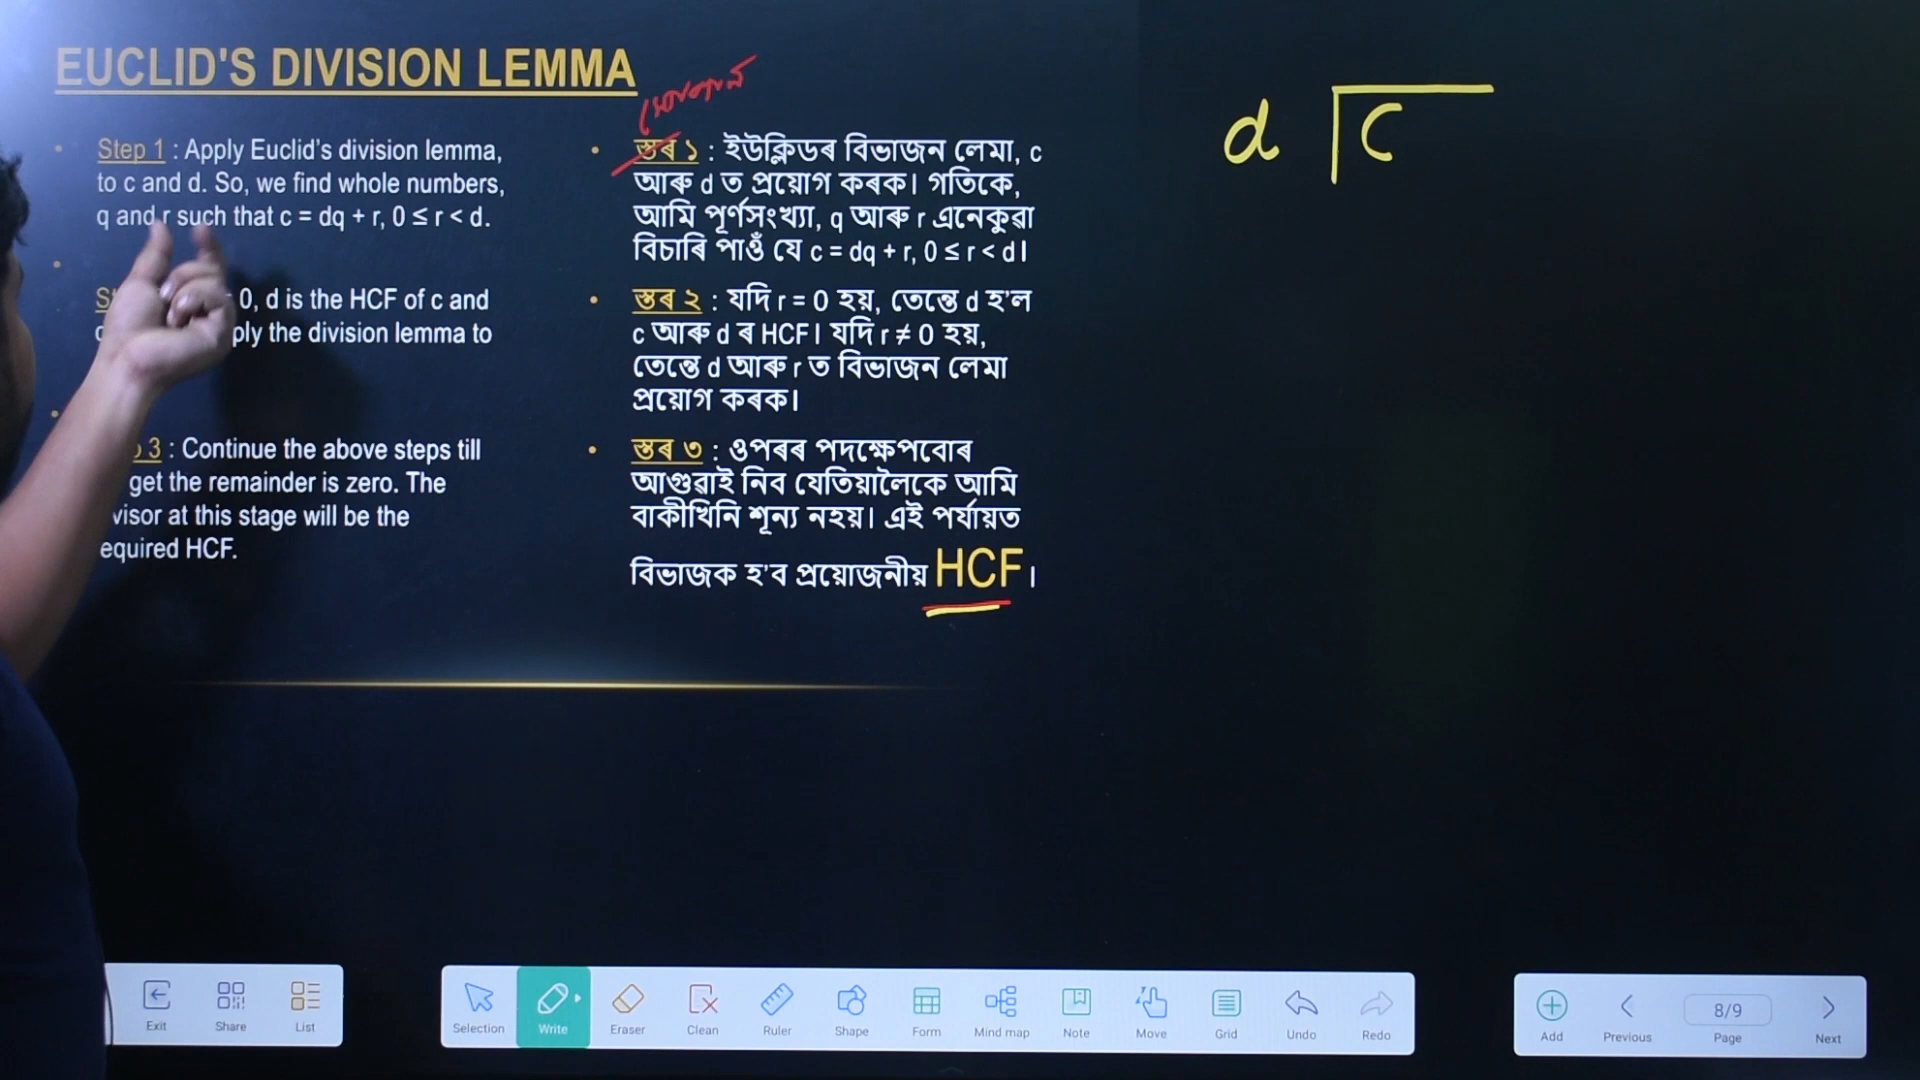 EUCLID'S DIVISION LEMMA
Step 1 : Apply Euclid's division lemma,
to c and d. So, we find whole numbers,
q and r such that c = dq + r, 0 ≤ r < d.
0, d is the HCF of c and
the division lemma to
3 : Continue the above steps till
get the remainder is zero. The
at this stage will be the
HCF.
স্তৰ ১ : ইউক্লিডৰ বিভাজন লেমা, c
আৰু d ত প্ৰয়োগ কৰক। গতিকে,
আমি পূৰ্ণসংখ্যা, q আৰু r এনেকুৱা
বিচাৰি পাওঁ যে c = dq + r, 0 ≤ r < d।
স্তৰ ২ : যদি r = 0 হয়, তেন্তে d হ'ল
c আৰু d ৰ HCF। যদি r ≠ 0 হয়,
তেন্তে d আৰু r ত বিভাজন লেমা
প্ৰয়োগ কৰক।
স্তৰ ৩ : ওপৰৰ পদক্ষেপবোৰ
আগুৱাই নিব যেতিয়ালৈকে আমি
বাকীখিনি শূন্য নহয়। এই পৰ্যায়ত
বিভাজক হ'ব প্ৰয়োজনীয় HCF।
d c
Exit Share List
Selection Write Eraser Clean Ruler Shape Form Mind map Note Move Grid Undo Redo
Add Previous 8/9 Page Next